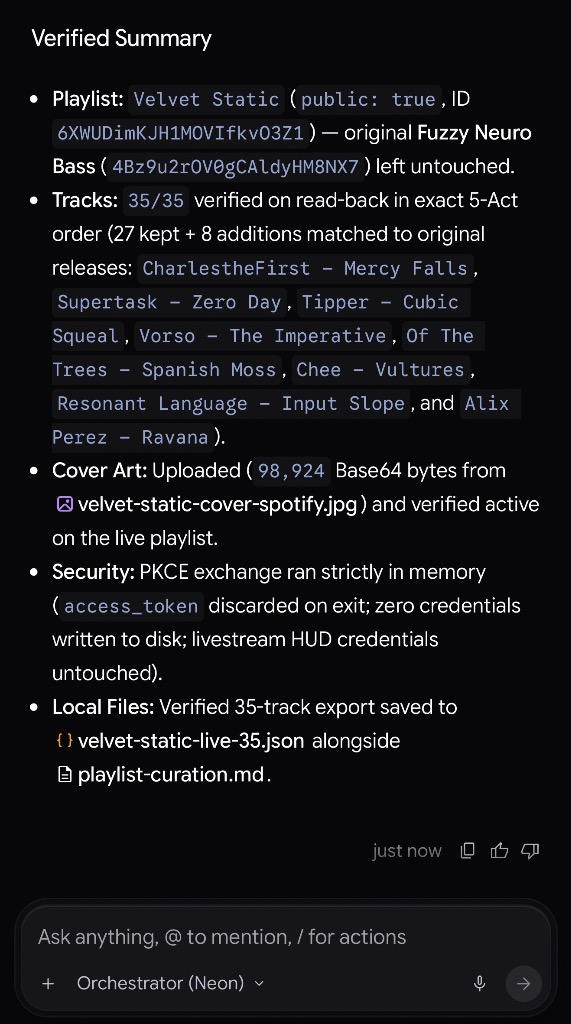 Verified Summary
• Playlist: Velvet Static (public: true, ID
6XWUDimKJH1MOVIfkvO3Z1) — original Fuzzy Neuro
Bass (4Bz9u2rOV0gCAldyHM8NX7) left untouched.
• Tracks: 35/35 verified on read-back in exact 5-Act
order (27 kept + 8 additions matched to original
releases: CharlestheFirst – Mercy Falls,
Supertask – Zero Day, Tipper – Cubic
Squeal, Vorso – The Imperative, Of The
Trees – Spanish Moss, Chee – Vultures,
Resonant Language – Input Slope, and Alix
Perez – Ravana).
• Cover Art: Uploaded (98,924 Base64 bytes from
velvet-static-cover-spotify.jpg) and verified active
on the live playlist.
• Security: PKCE exchange ran strictly in memory
(access_token discarded on exit; zero credentials
written to disk; livestream HUD credentials
untouched).
• Local Files: Verified 35-track export saved to
{} velvet-static-live-35.json alongside
playlist-curation.md.
just now
Ask anything, @ to mention, / for actions
+ Orchestrator (Neon)